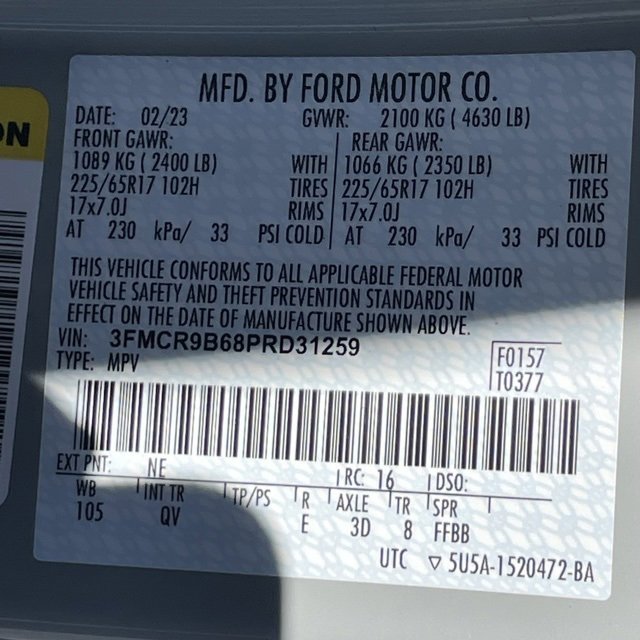 MFD. BY FORD MOTOR CO.
DATE: 02/23 GVWR: 2100 KG ( 4630 LB)
FRONT GAWR: REAR GAWR:
1089 KG ( 2400 LB) WITH 1066 KG ( 2350 LB) WITH
225/65R17 102H TIRES 225/65R17 102H TIRES
17x7.0J RIMS 17x7.0J RIMS
AT 230 kPa/ 33 PSI COLD AT 230 kPa/ 33 PSI COLD
THIS VEHICLE CONFORMS TO ALL APPLICABLE FEDERAL MOTOR
VEHICLE SAFETY AND THEFT PREVENTION STANDARDS IN
EFFECT ON THE DATE OF MANUFACTURE SHOWN ABOVE.
VIN: 3FMCR9B68PRD31259
TYPE: MPV
F0157
T0377
EXT PNT: NE RC: 16 DSO:
WB INT TR TP/PS R AXLE TR SPR
105 QV E 3D 8 FFBB
UTC ▽ 5U5A-1520472-BA
ON